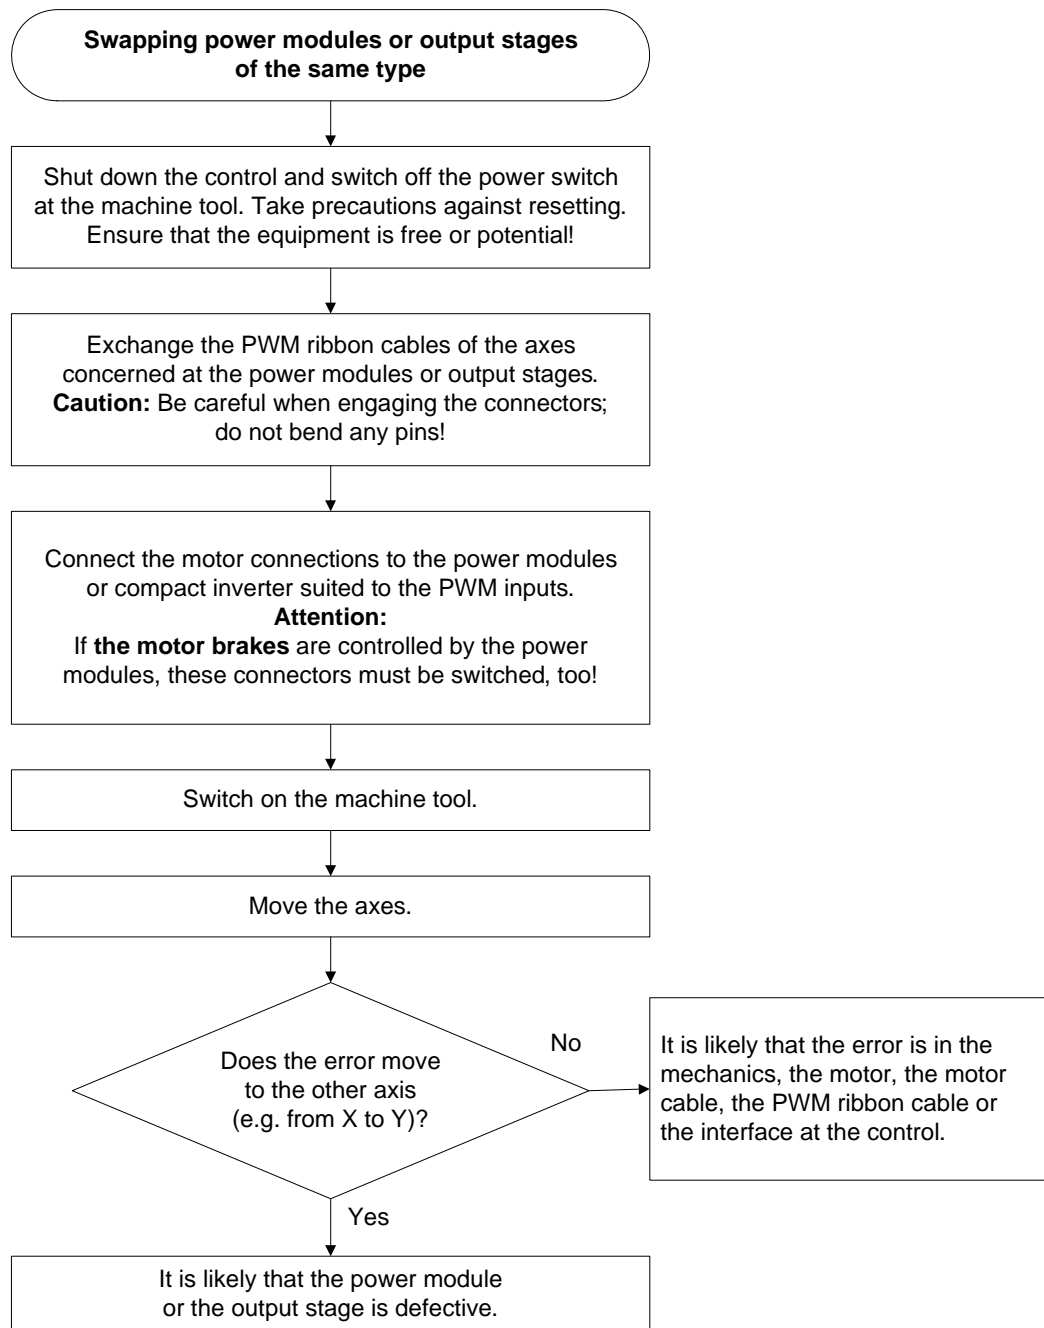 Swapping power modules or output stages
of the same type
Shut down the control and switch off the power switch
at the machine tool. Take precautions against resetting.
Ensure that the equipment is free or potential!
Exchange the PWM ribbon cables of the axes
concerned at the power modules or output stages.
Caution: Be careful when engaging the connectors;
do not bend any pins!
Connect the motor connections to the power modules
or compact inverter suited to the PWM inputs.
Attention:
If the motor brakes are controlled by the power
modules, these connectors must be switched, too!
Switch on the machine tool.
Move the axes.
Does the error move
to the other axis
(e.g. from X to Y)?
No
It is likely that the error is in the
mechanics, the motor, the motor
cable, the PWM ribbon cable or
the interface at the control.
Yes
It is likely that the power module
or the output stage is defective.